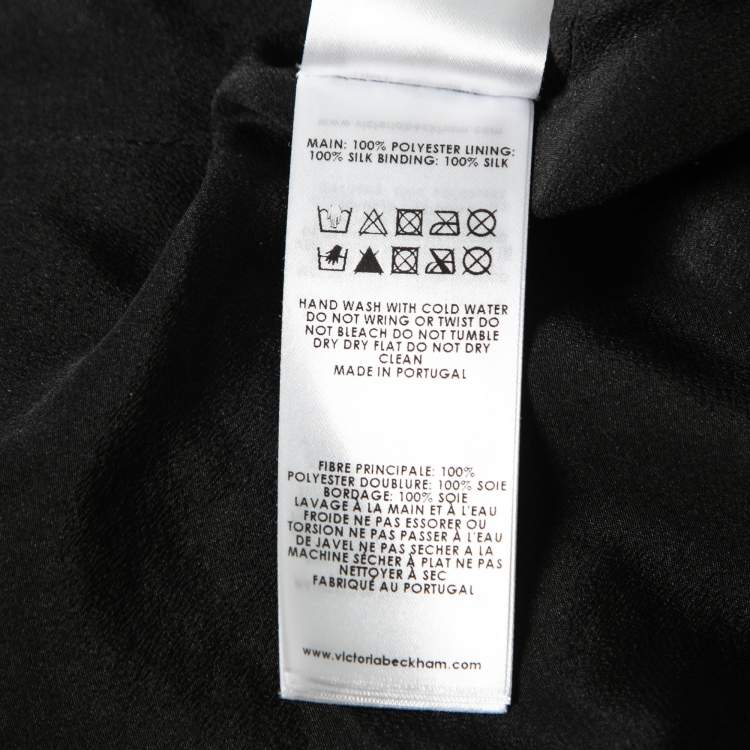 MAIN: 100% POLYESTER LINING:
100% SILK BINDING: 100% SILK
HAND WASH WITH COLD WATER
DO NOT WRING OR TWIST DO
NOT BLEACH DO NOT TUMBLE
DRY DRY FLAT DO NOT DRY
CLEAN
MADE IN PORTUGAL
FIBRE PRINCIPALE: 100%
POLYESTER DOUBLURE: 100% SOIE
BORDAGE: 100% SOIE
LAVAGE À LA MAIN ET À L'EAU
FROIDE NE PAS ESSORER OU
TORSION NE PAS PASSER À L'EAU
DE JAVEL NE PAS SECHER A LA
MACHINE SÉCHER À PLAT NE PAS
NETTOYER À SEC
FABRIQUÉ AU PORTUGAL
www.victoriabeckham.com